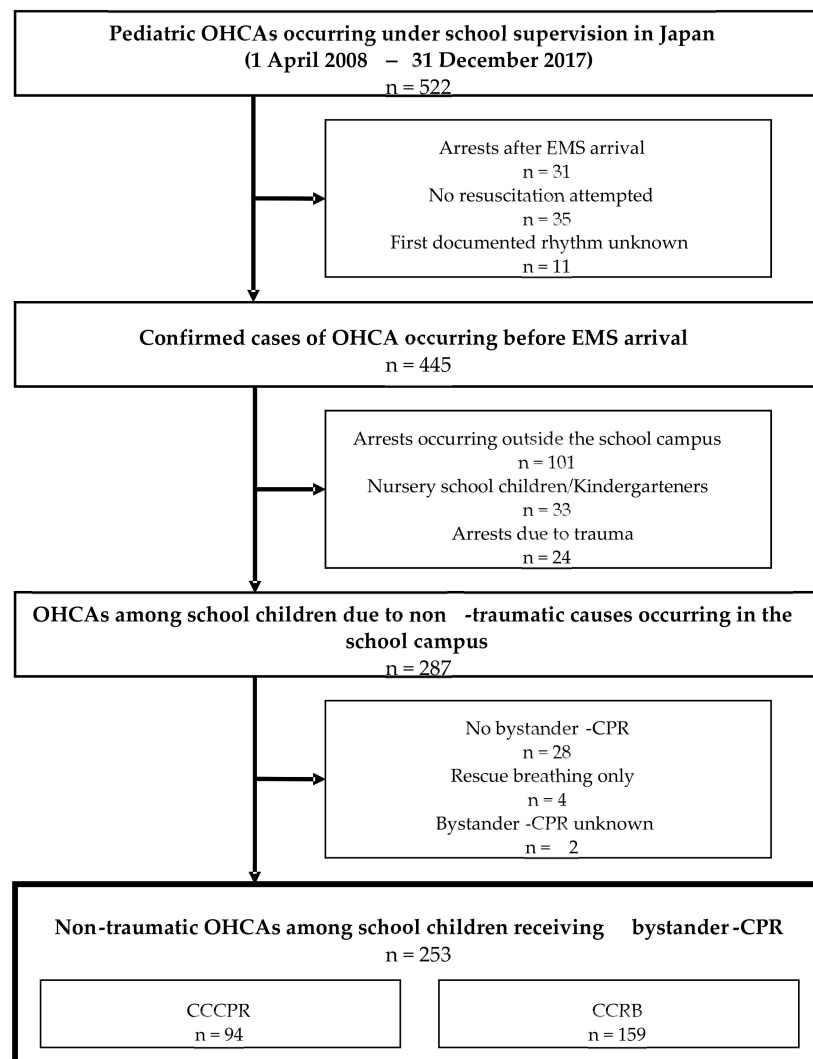 Pediatric OHCAs occurring under school supervision in Japan
(1 April 2008 – 31 December 2017)
n = 522
Arrests after EMS arrival
n = 31
No resuscitation attempted
n = 35
First documented rhythm unknown
n = 11
Confirmed cases of OHCA occurring before EMS arrival
n = 445
Arrests occurring outside the school campus
n = 101
Nursery school children/Kindergarteners
n = 33
Arrests due to trauma
n = 24
OHCAs among school children due to non -traumatic causes occurring in the
school campus
n = 287
No bystander -CPR
n = 28
Rescue breathing only
n = 4
Bystander -CPR unknown
n = 2
Non-traumatic OHCAs among school children receiving bystander -CPR
n = 253
CCCPR
n = 94
CCRB
n = 159